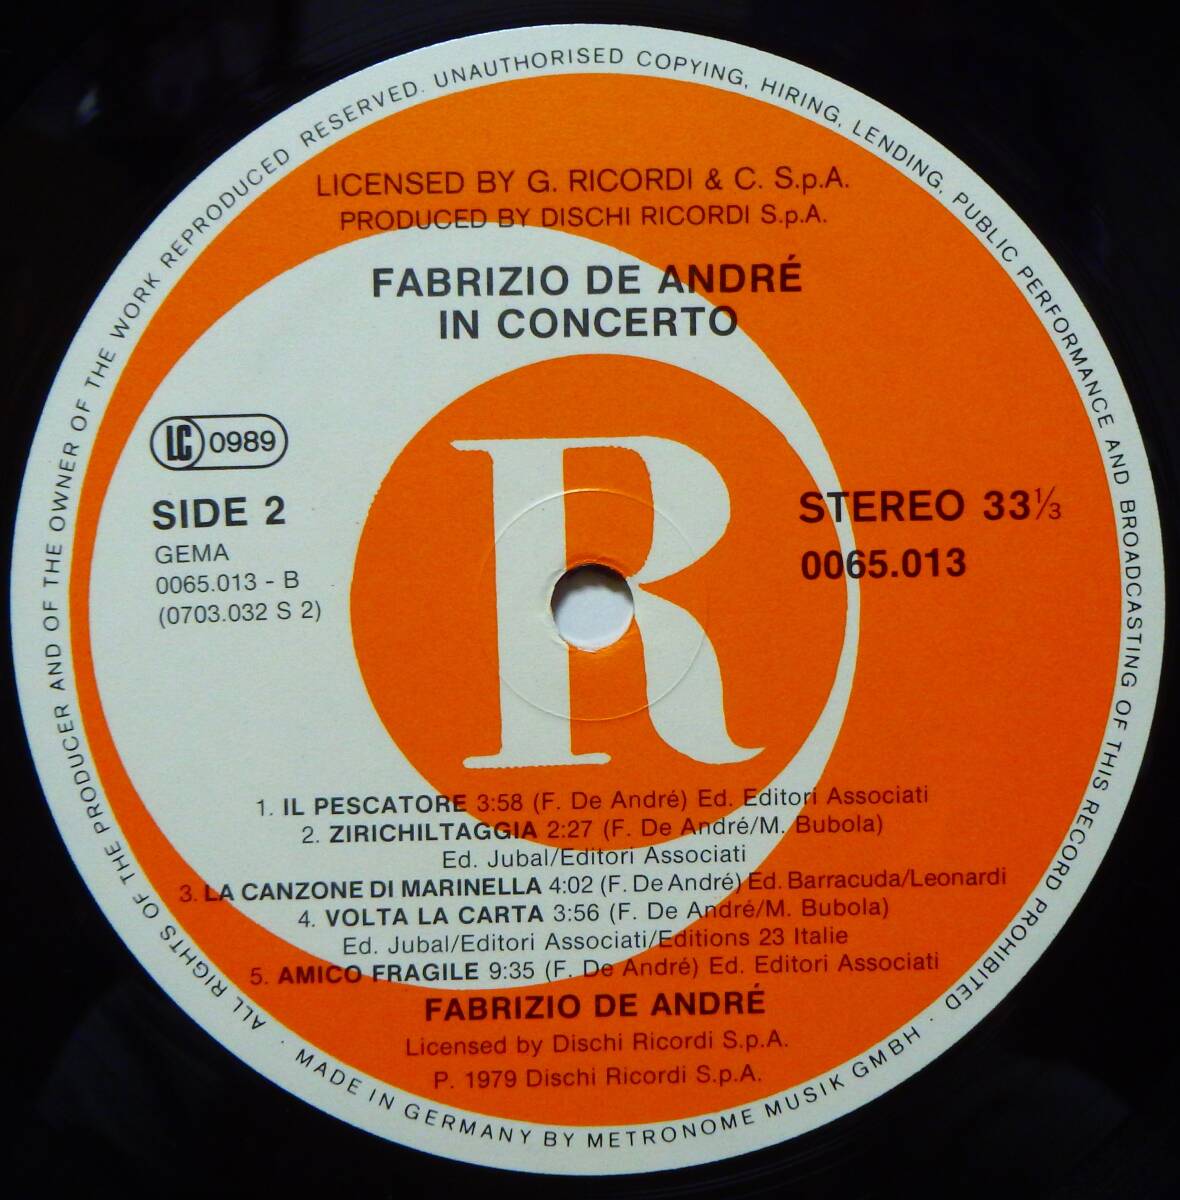 ALL RIGHTS OF THE PRODUCER AND OF THE OWNER OF THE WORK REPRODUCED RESERVED. UNAUTHORISED COPYING, HIRING, LENDING, PUBLIC PERFORMANCE AND BROADCASTING OF THIS RECORD PROHIBITED
LICENSED BY G. RICORDI & C. S.p.A.
PRODUCED BY DISCHI RICORDI S.p.A.
FABRIZIO DE ANDRÉ
IN CONCERTO
LC 0989
SIDE 2
GEMA
0065.013 - B
(0703.032 S 2)
R
STEREO 33⅓
0065.013
1. IL PESCATORE 3:58 (F. De André) Ed. Editori Associati
2. ZIRICHILTAGGIA 2:27 (F. De André/M. Bubola)
Ed. Jubal/Editori Associati
3. LA CANZONE DI MARINELLA 4:02 (F. De André) Ed. Barracuda/Leonardi
4. VOLTA LA CARTA 3:56 (F. De André/M. Bubola)
Ed. Jubal/Editori Associati/Editions 23 Italie
5. AMICO FRAGILE 9:35 (F. De André) Ed. Editori Associati
FABRIZIO DE ANDRÉ
Licensed by Dischi Ricordi S.p.A.
P. 1979 Dischi Ricordi S.p.A.
· MADE IN GERMANY BY METRONOME MUSIK GMBH ·